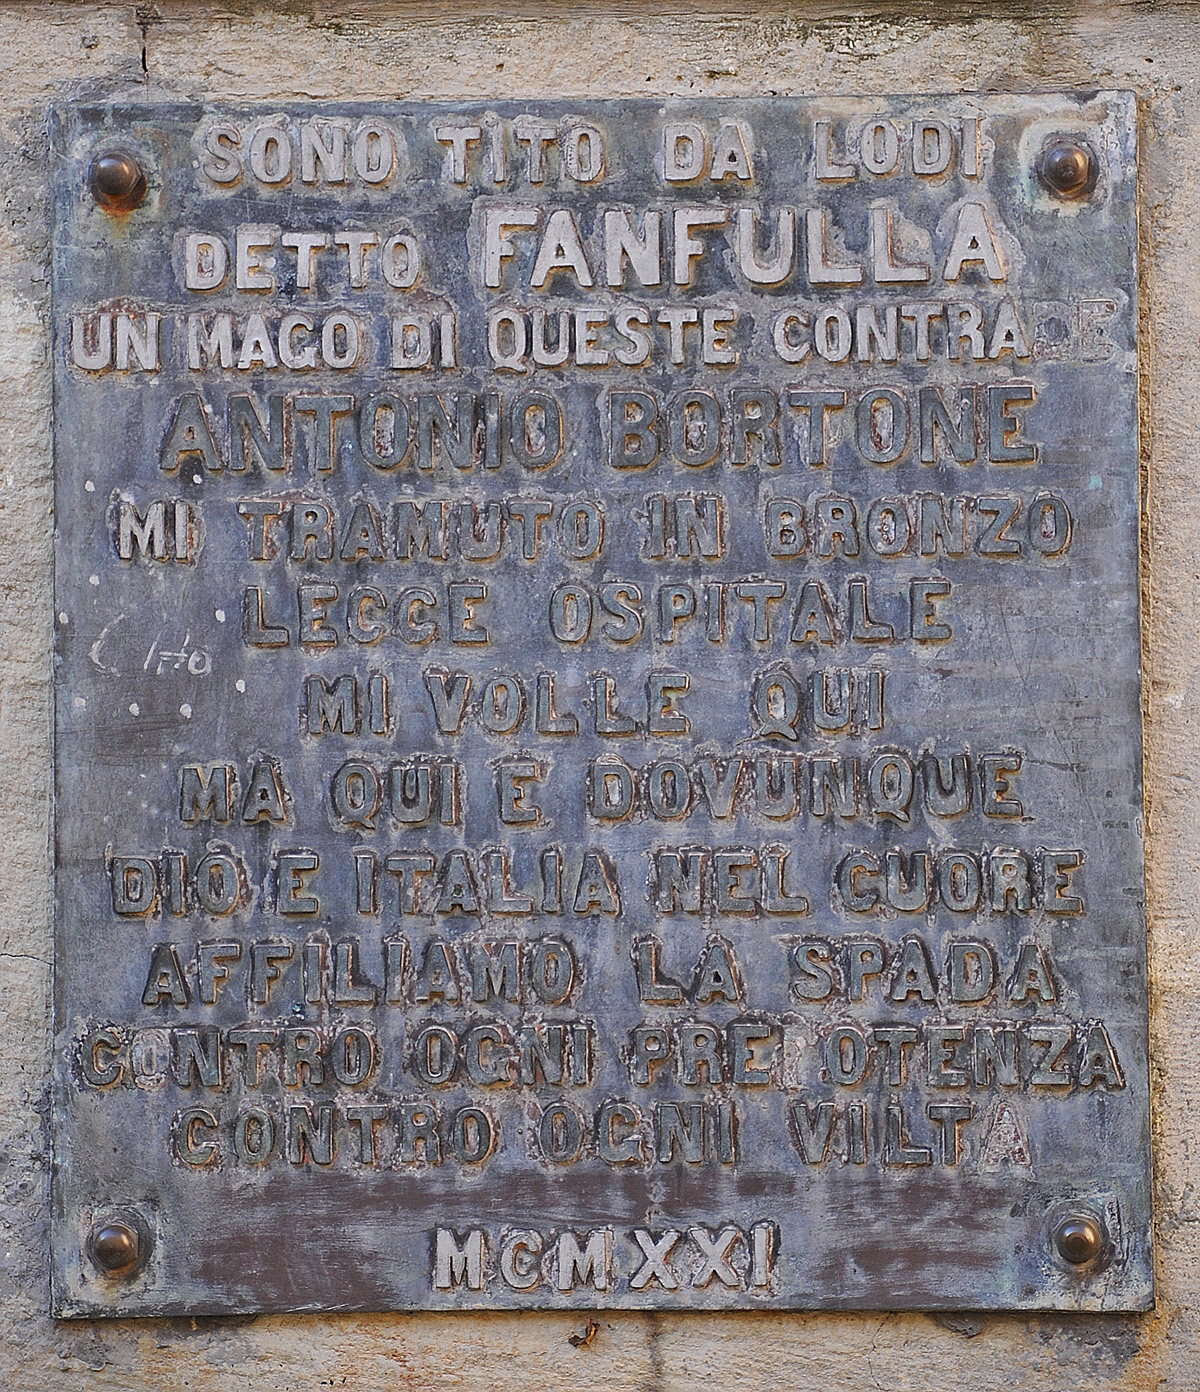 SONO TITO DA LODI
DETTO FANFULLA
UN MAGO DI QUESTE CONTRADE
ANTONIO BORTONE
MI TRAMUTO IN BRONZO
LECCE OSPITALE
MI VOLLE QUI
MA QUI E DOVUNQUE
DIO E ITALIA NEL CUORE
AFFILIAMO LA SPADA
CONTRO OGNI PREPOTENZA
CONTRO OGNI VILTA
MCMXXI